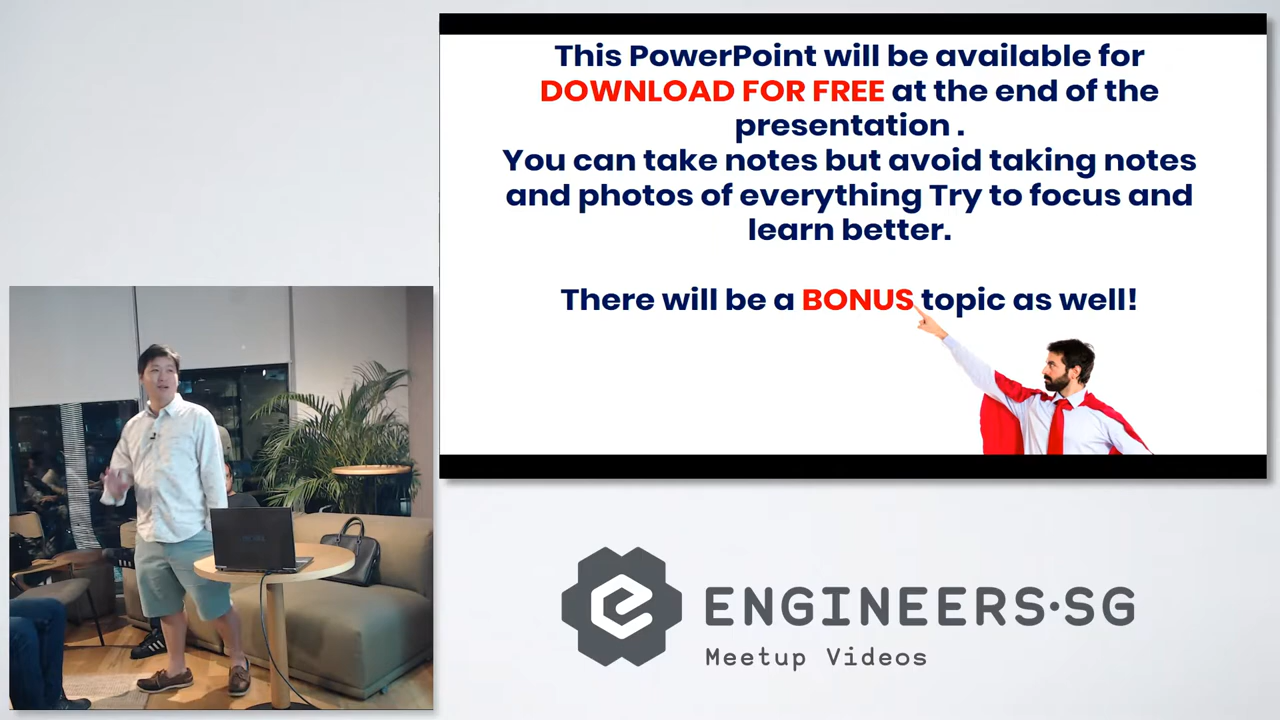 This PowerPoint will be available for
DOWNLOAD FOR FREE at the end of the
presentation .
You can take notes but avoid taking notes
and photos of everything Try to focus and
learn better.
There will be a BONUS topic as well!
ENGINEERS·SG
Meetup Videos